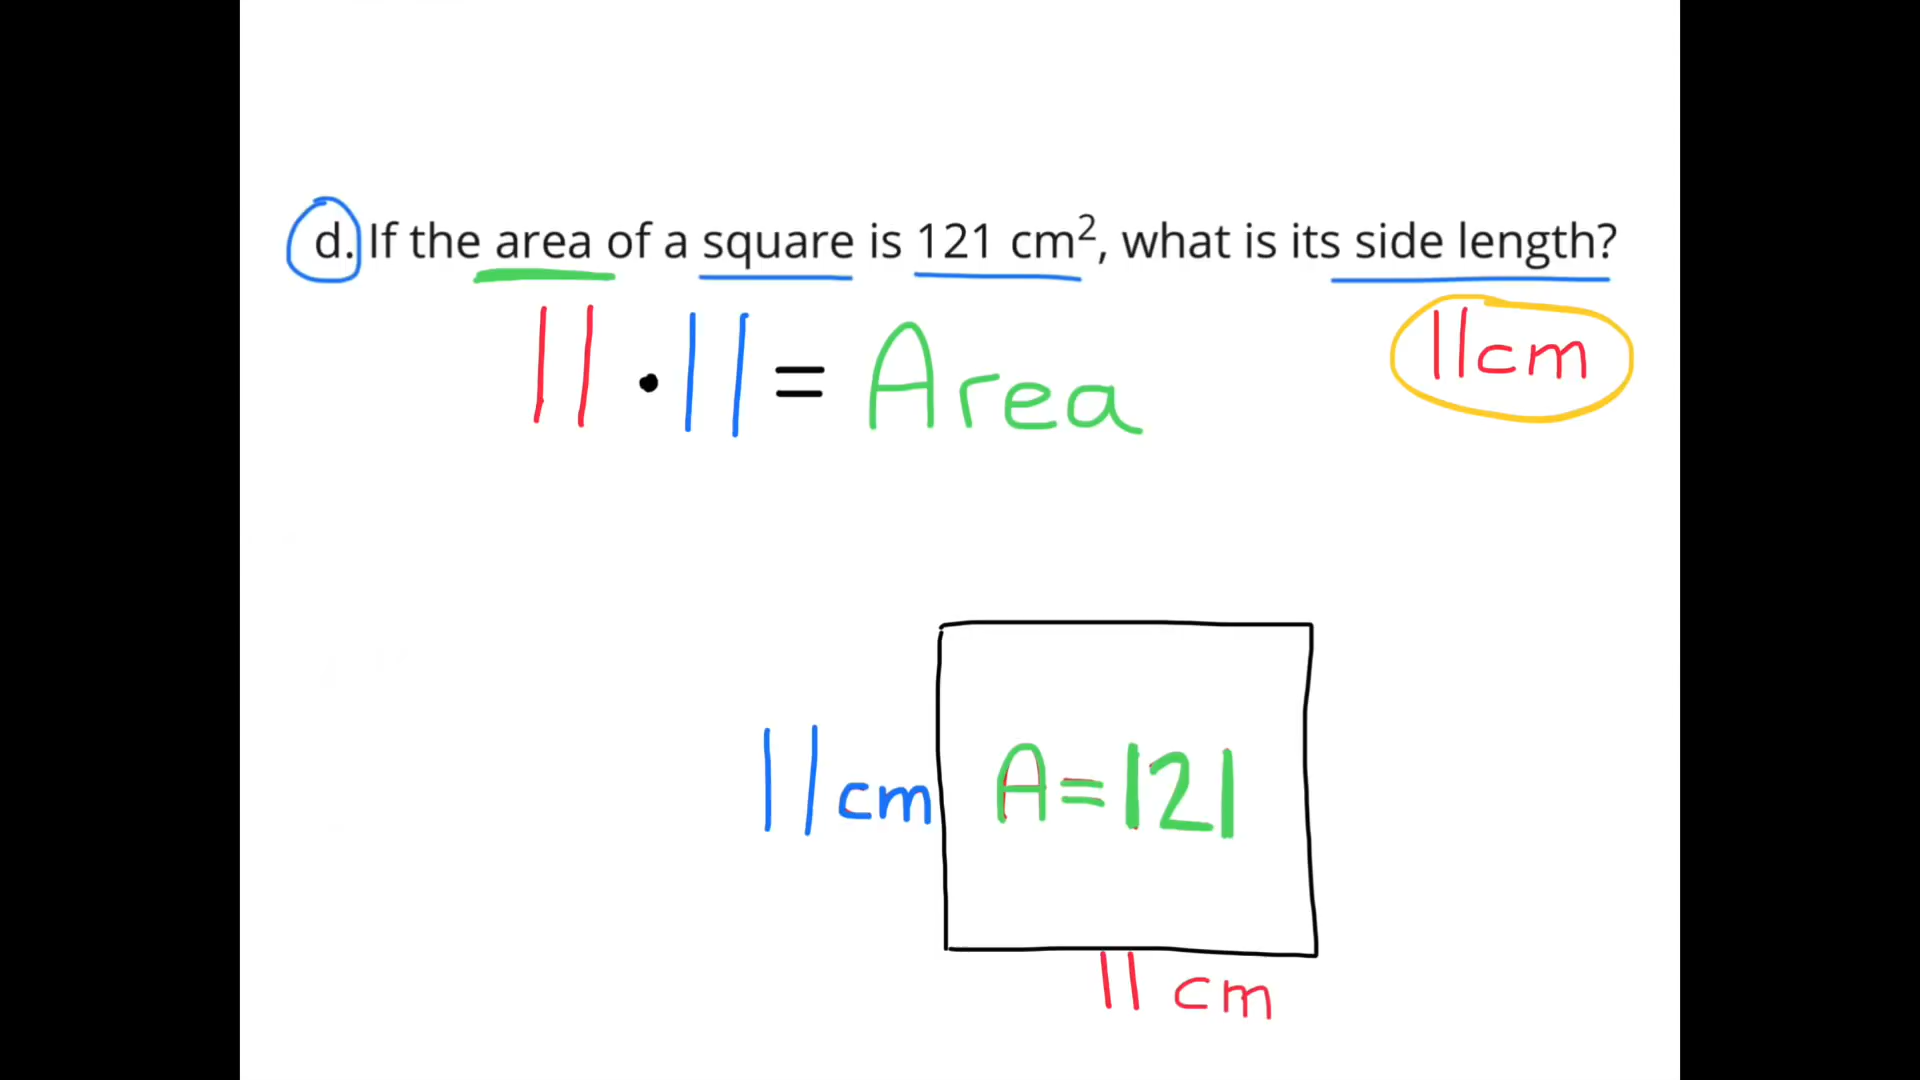 d. If the area of a square is 121 cm², what is its side length?
11 · 11 = Area
11cm
11cm
A=121
11 cm